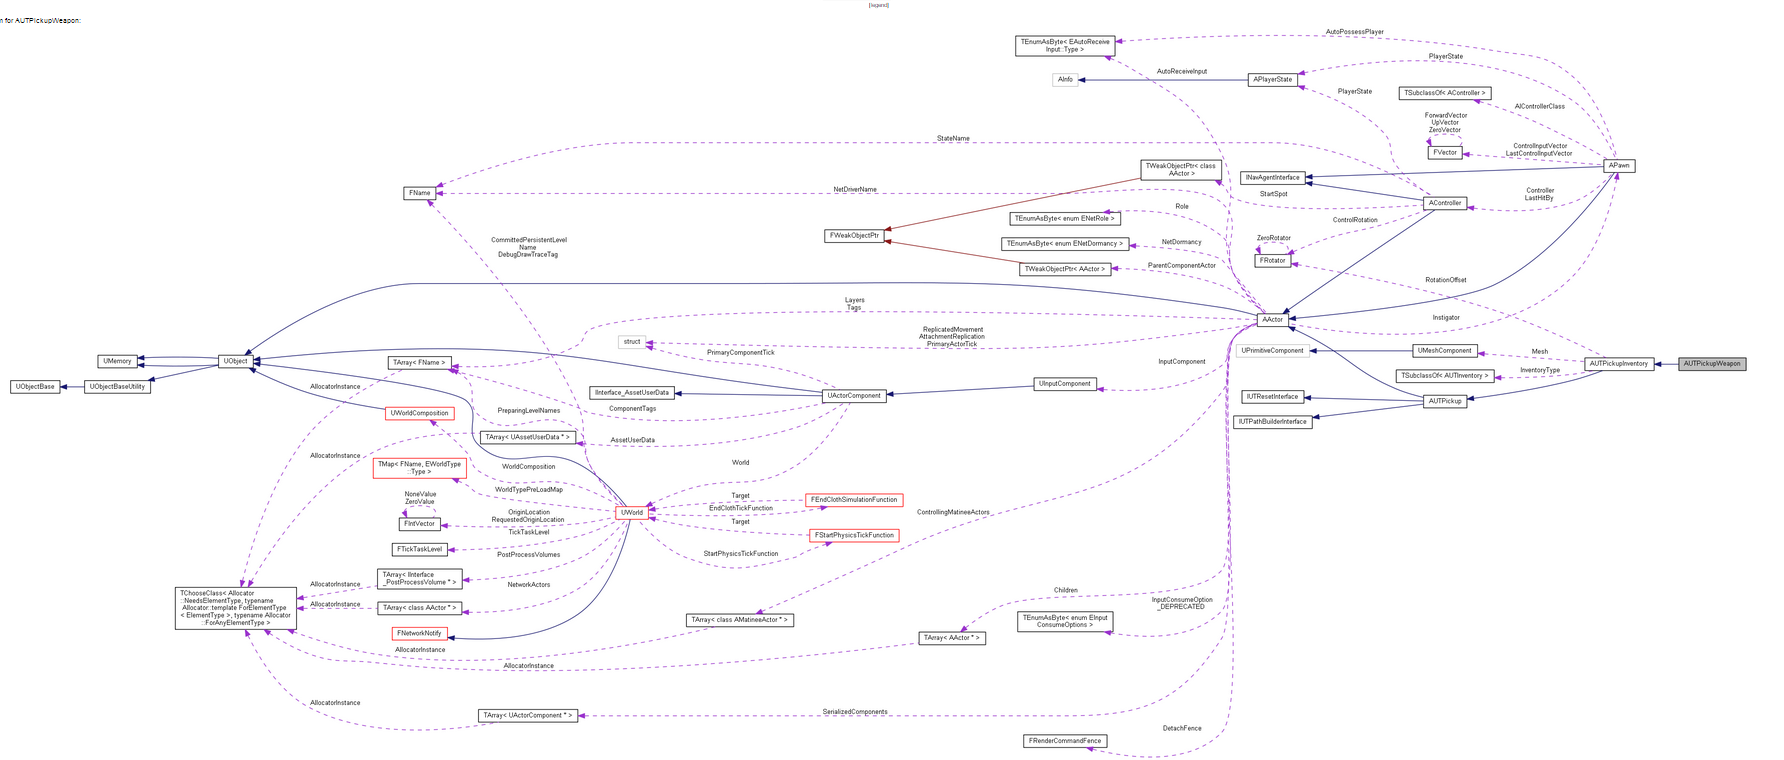 [legend]
n for AUTPickupWeapon:
AutoPossessPlayer
TEnumAsByte< EAutoReceive
Input::Type >
PlayerState
AutoReceiveInput
AInfo
APlayerState
PlayerState
TSubclassOf< AController >
AIControllerClass
ForwardVector
UpVector
ZeroVector
StateName
ControlInputVector
LastControlInputVector
FVector
APawn
TWeakObjectPtr< class
AActor >
INavAgentInterface
FName
NetDriverName
StartSpot
Controller
LastHitBy
AController
Role
TEnumAsByte< enum ENetRole >
ControlRotation
FWeakObjectPtr
CommittedPersistentLevel
Name
DebugDrawTraceTag
TEnumAsByte< enum ENetDormancy >
NetDormancy
ZeroRotator
FRotator
TWeakObjectPtr< AActor >
ParentComponentActor
RotationOffset
Layers
Tags
AActor
Instigator
ReplicatedMovement
AttachmentReplication
PrimaryActorTick
struct
PrimaryComponentTick
UPrimitiveComponent
UMeshComponent
Mesh
UMemory
UObject
TArray< FName >
InputComponent
AUTPickupInventory
AUTPickupWeapon
TSubclassOf< AUTInventory >
InventoryType
UObjectBase
UObjectBaseUtility
AllocatorInstance
IInterface_AssetUserData
UActorComponent
UInputComponent
IUTResetInterface
AUTPickup
UWorldComposition
PreparingLevelNames
ComponentTags
IUTPathBuilderInterface
TArray< UAssetUserData * >
AssetUserData
AllocatorInstance
TMap< FName, EWorldType
::Type >
WorldComposition
World
WorldTypePreLoadMap
NoneValue
ZeroValue
Target
FEndClothSimulationFunction
EndClothTickFunction
OriginLocation
RequestedOriginLocation
UWorld
ControllingMatineeActors
FIntVector
Target
TickTaskLevel
FStartPhysicsTickFunction
FTickTaskLevel
PostProcessVolumes
StartPhysicsTickFunction
TArray< IInterface
_PostProcessVolume * >
AllocatorInstance
NetworkActors
Children
TChooseClass< Allocator
::NeedsElementType, typename
Allocator::template ForElementType
< ElementType >, typename Allocator
::ForAnyElementType >
AllocatorInstance
TArray< class AActor * >
InputConsumeOption
_DEPRECATED
TArray< class AMatineeActor * >
TEnumAsByte< enum EInput
ConsumeOptions >
FNetworkNotify
TArray< AActor * >
AllocatorInstance
AllocatorInstance
AllocatorInstance
TArray< UActorComponent * >
SerializedComponents
DetachFence
FRenderCommandFence